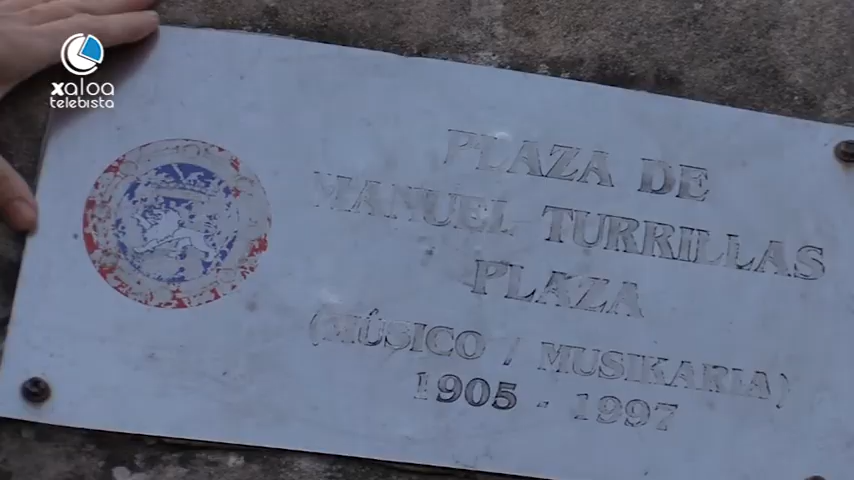 xaloa
telebista
PLAZA DE
MANUEL TURRILLAS
PLAZA
(MÚSICO / MUSIKARIA)
1905 - 1997